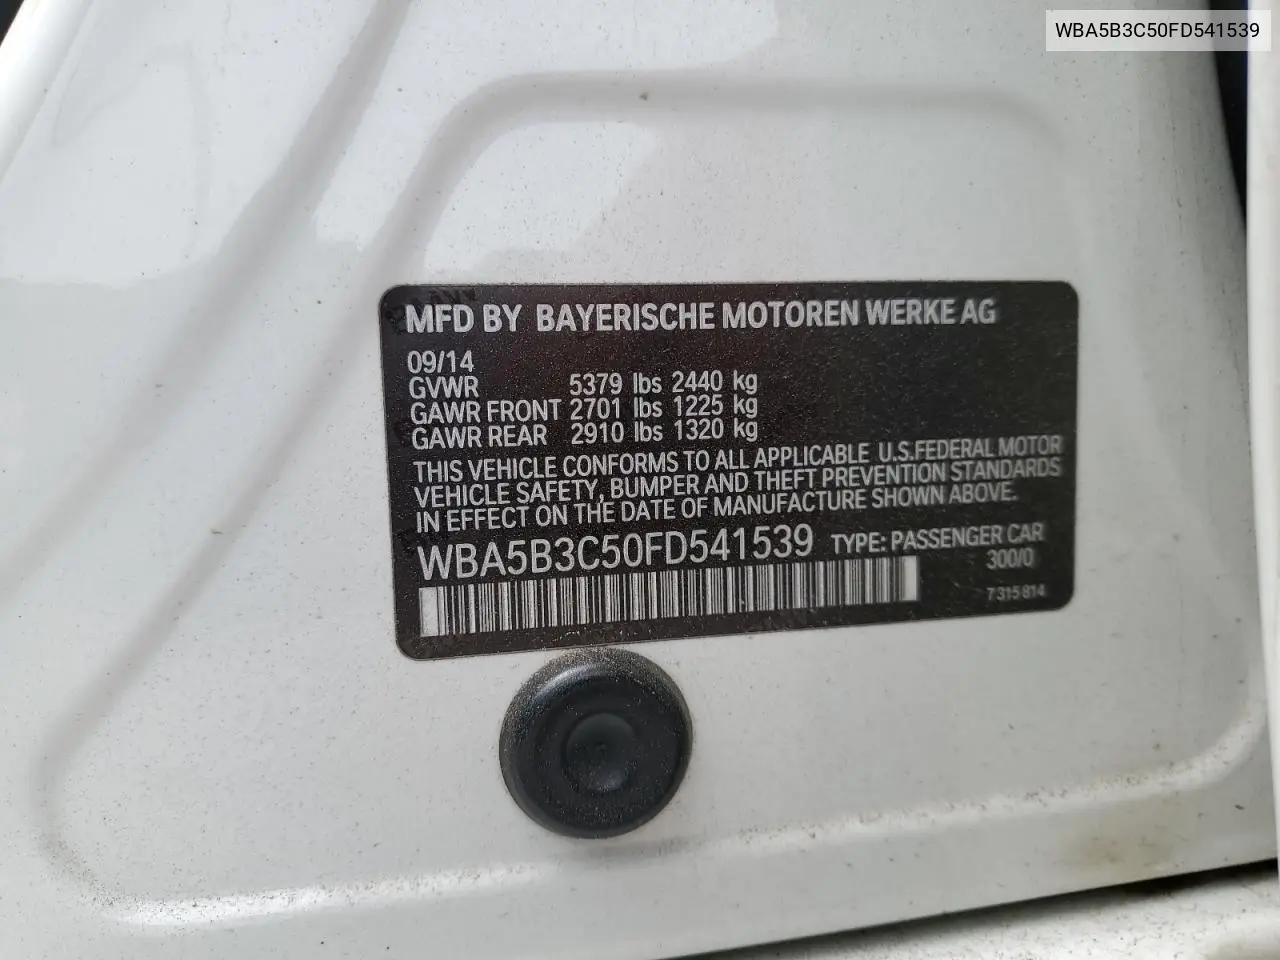 WBA5B3C50FD541539
MFD BY BAYERISCHE MOTOREN WERKE AG
09/14
GVWR 5379 lbs 2440 kg
GAWR FRONT 2701 lbs 1225 kg
GAWR REAR 2910 lbs 1320 kg
THIS VEHICLE CONFORMS TO ALL APPLICABLE U.S.FEDERAL MOTOR
VEHICLE SAFETY, BUMPER AND THEFT PREVENTION STANDARDS
IN EFFECT ON THE DATE OF MANUFACTURE SHOWN ABOVE.
WBA5B3C50FD541539 TYPE: PASSENGER CAR
300/0
7 315 814